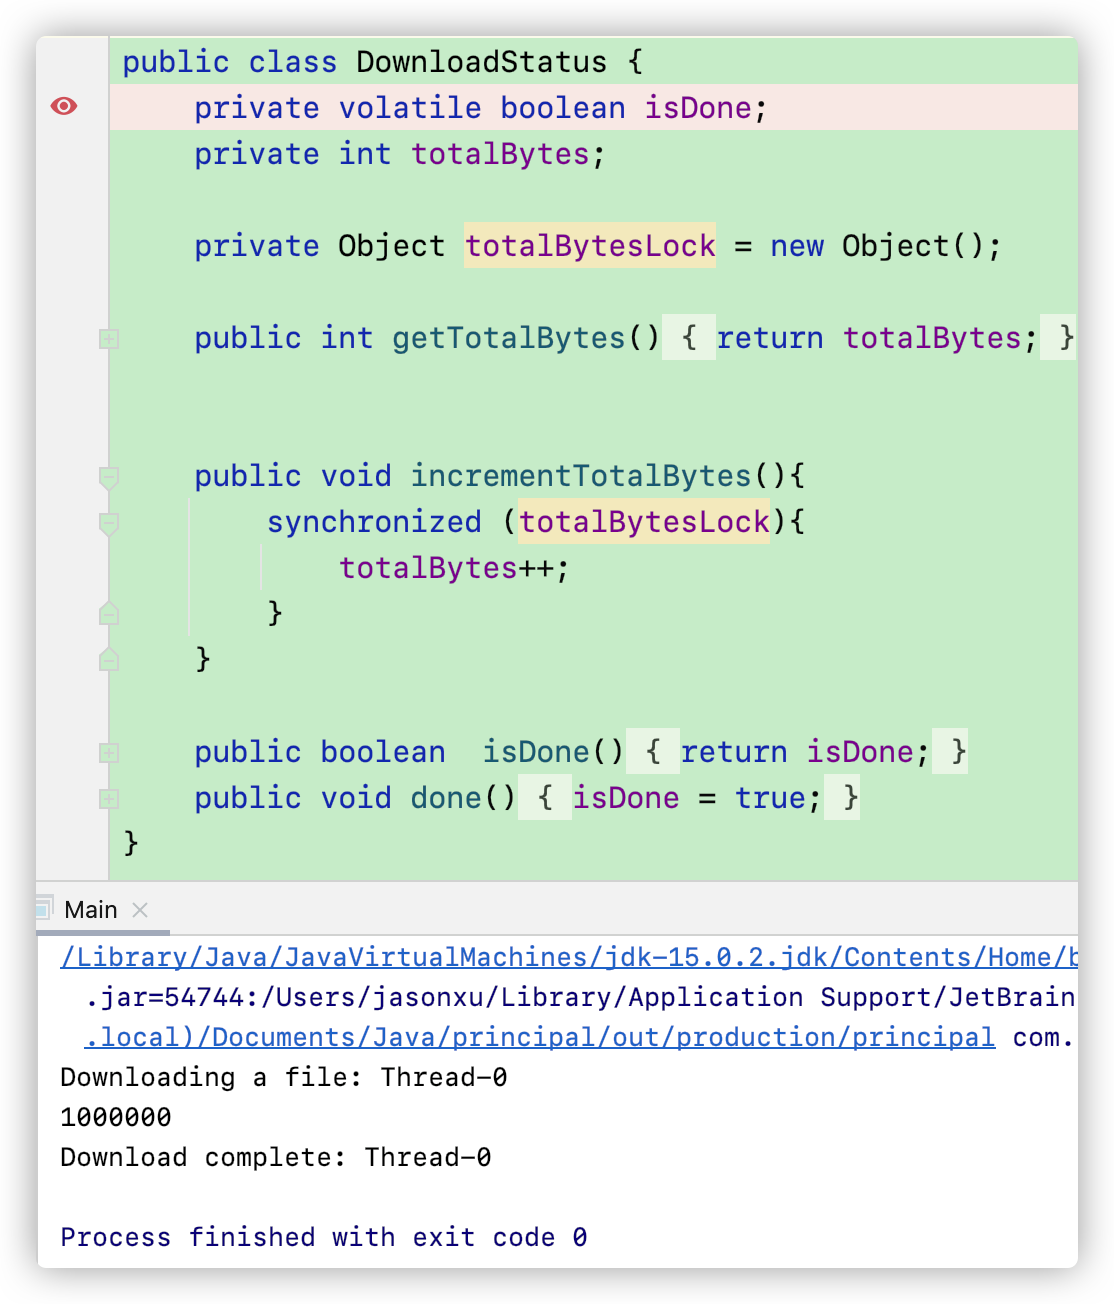 public class DownloadStatus {
    private volatile boolean isDone;
    private int totalBytes;

    private Object totalBytesLock = new Object();

    public int getTotalBytes() { return totalBytes; }


    public void incrementTotalBytes(){
        synchronized (totalBytesLock){
            totalBytes++;
        }
    }

    public boolean  isDone() { return isDone; }
    public void done() { isDone = true; }
}
Main
/Library/Java/JavaVirtualMachines/jdk-15.0.2.jdk/Contents/Home/b
.jar=54744:/Users/jasonxu/Library/Application Support/JetBrain
.local)/Documents/Java/principal/out/production/principal com.
Downloading a file: Thread-0
1000000
Download complete: Thread-0

Process finished with exit code 0